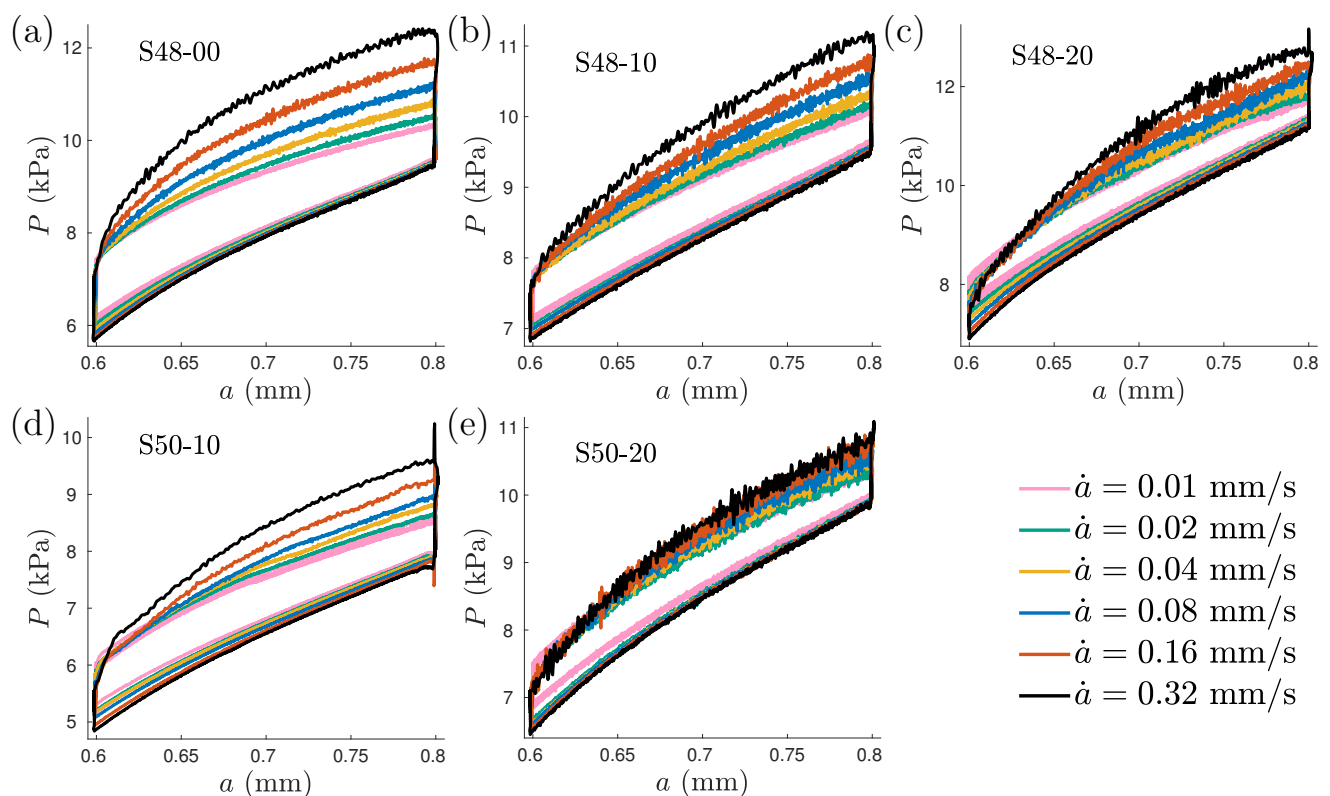 (a) S48-00
12
10
8
6
P (kPa)
0.6 0.65 0.7 0.75 0.8
a (mm)
(b) S48-10
11
10
9
8
7
P (kPa)
0.6 0.65 0.7 0.75 0.8
a (mm)
(c) S48-20
12
11
10
9
8
P (kPa)
0.6 0.65 0.7 0.75 0.8
a (mm)
(d) S50-10
10
9
8
7
6
5
P (kPa)
0.6 0.65 0.7 0.75 0.8
a (mm)
(e) S50-20
11
10
9
8
7
P (kPa)
0.6 0.65 0.7 0.75 0.8
a (mm)
ȧ = 0.01 mm/s
ȧ = 0.02 mm/s
ȧ = 0.04 mm/s
ȧ = 0.08 mm/s
ȧ = 0.16 mm/s
ȧ = 0.32 mm/s